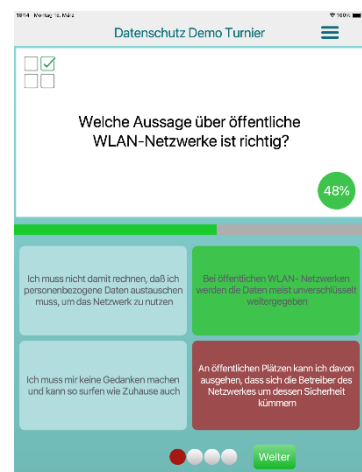 Datenschutz Demo Turnier
Welche Aussage über öffentliche
WLAN-Netzwerke ist richtig?
48%
Ich muss nicht damit rechnen, daß ich
personenbezogene Daten austauschen
muss, um das Netzwerk zu nutzen
Bei öffentlichen WLAN- Netzwerken
werden die Daten meist unverschlüsselt
weitergegeben
Ich muss mir keine Gedanken machen
und kann so surfen wie Zuhause auch
An öffentlichen Plätzen kann ich davon
ausgehen, dass sich die Betreiber des
Netzwerkes um dessen Sicherheit
kümmern
Weiter